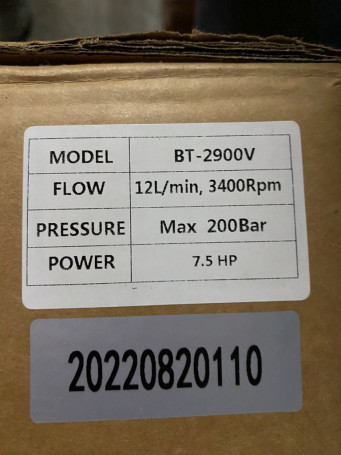 MODEL BT-2900V
FLOW 12L/min, 3400Rpm
PRESSURE Max 200Bar
POWER 7.5 HP
20220820110